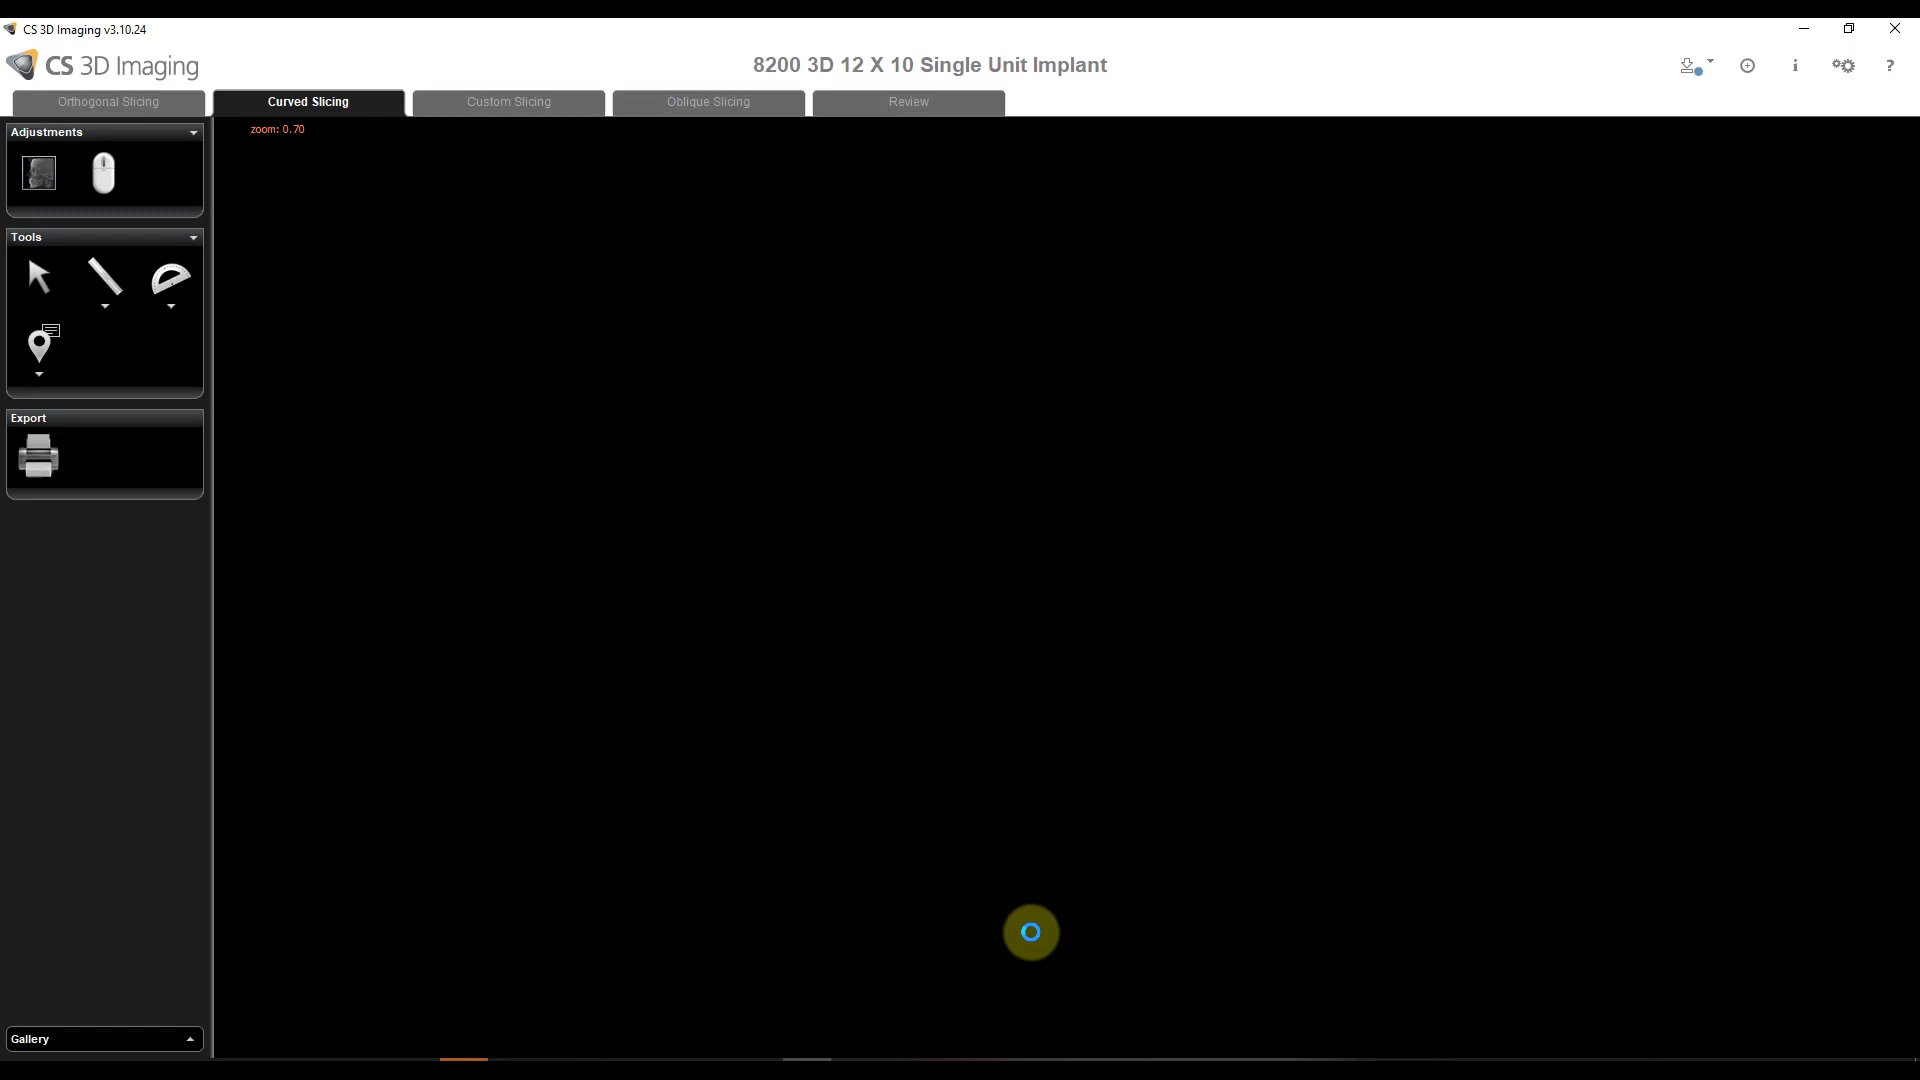 CS 3D Imaging v3.10.24
CS 3D Imaging
8200 3D 12 X 10 Single Unit Implant
Orthogonal Slicing
Curved Slicing
Custom Slicing
Oblique Slicing
Review
Adjustments
zoom: 0.70
Tools
Export
Gallery